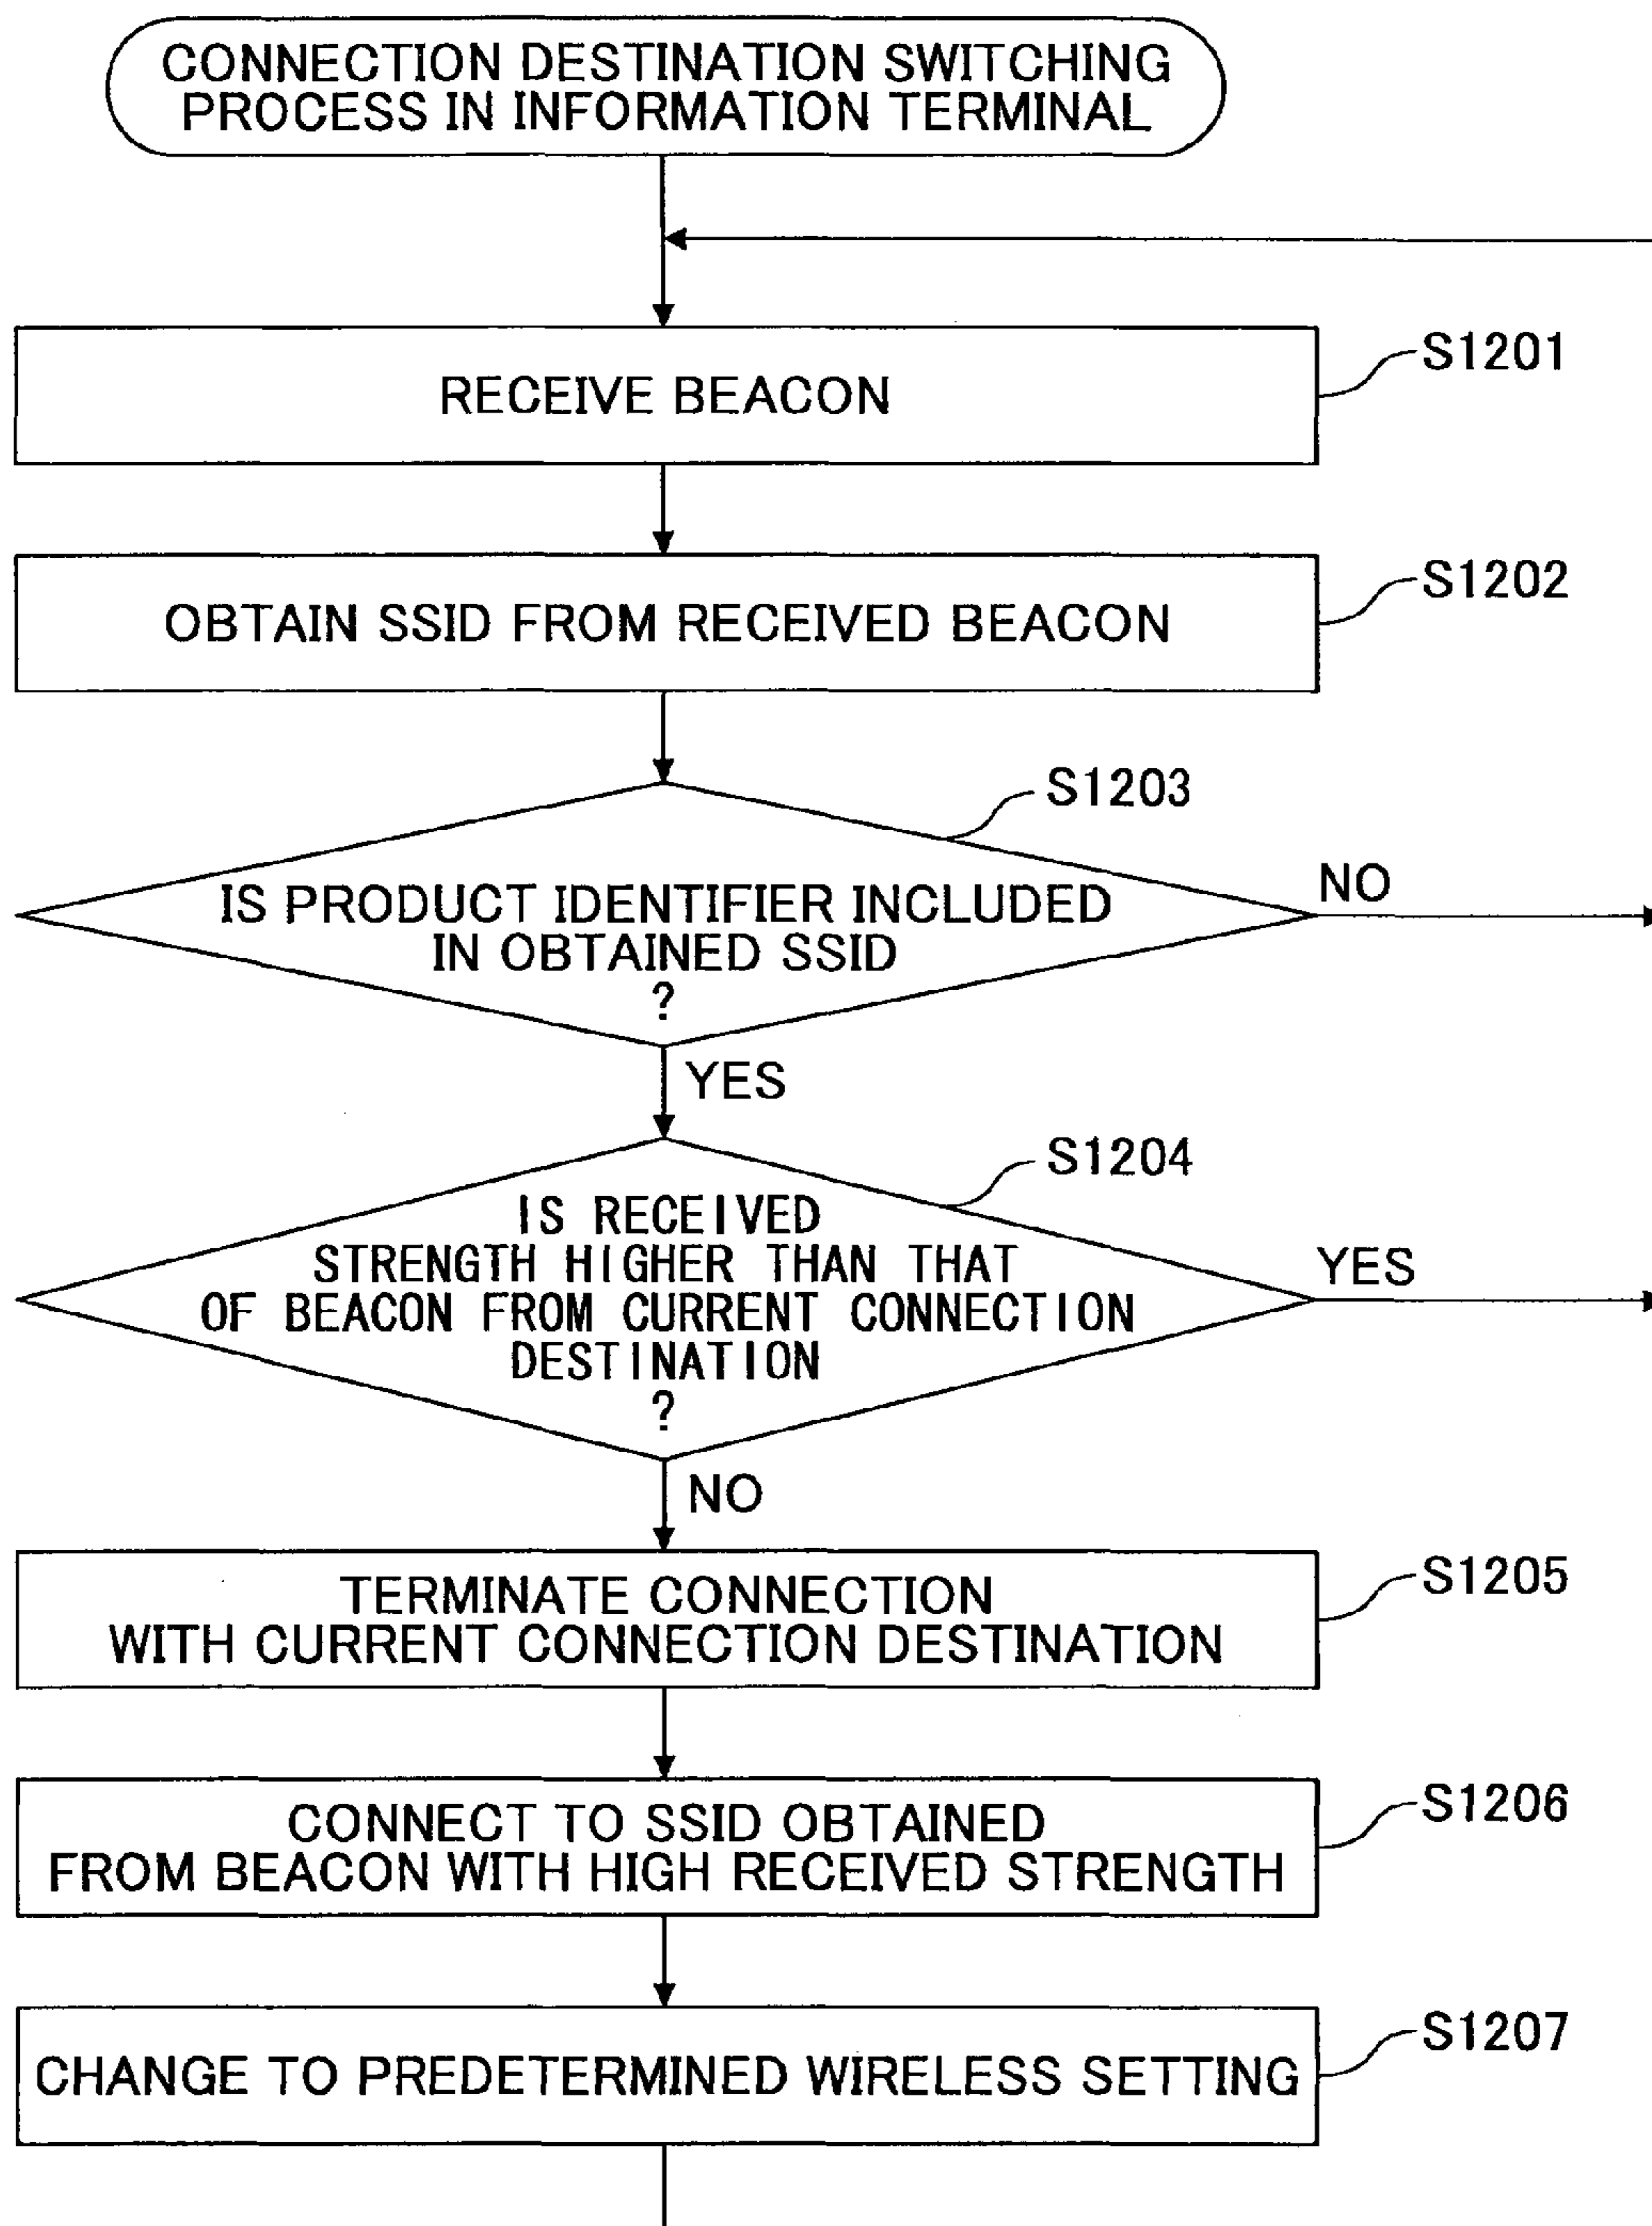 CONNECTION DESTINATION SWITCHING
PROCESS IN INFORMATION TERMINAL
S1201
RECEIVE BEACON
S1202
OBTAIN SSID FROM RECEIVED BEACON
S1203
NO
IS PRODUCT IDENTIFIER INCLUDED
IN OBTAINED SSID
?
YES
S1204
IS RECEIVED
STRENGTH HIGHER THAN THAT
YES
OF BEACON FROM CURRENT CONNECTION
DESTINATION
?
NO
S1205
TERMINATE CONNECTION
WITH CURRENT CONNECTION DESTINATION
S1206
CONNECT TO SSID OBTAINED
FROM BEACON WITH HIGH RECEIVED STRENGTH
S1207
CHANGE TO PREDETERMINED WIRELESS SETTING